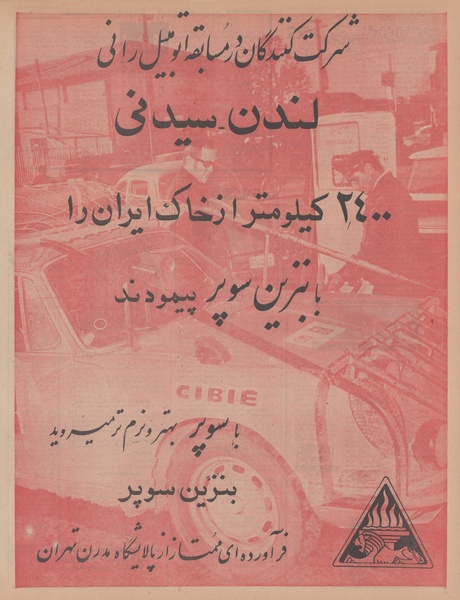 شرکت کنندگان در مسابقه اتومبیل رانی
لندن-سیدنی
۲۴۰۰ کیلومتر از خاک ایران را
با بنزین سوپر پیمودند
CIBIÉ
با سوپر بهتر و نرم تر میروید
بنزین سوپر
فرآورده ای ممتاز از پالایشگاه مدرن تهران